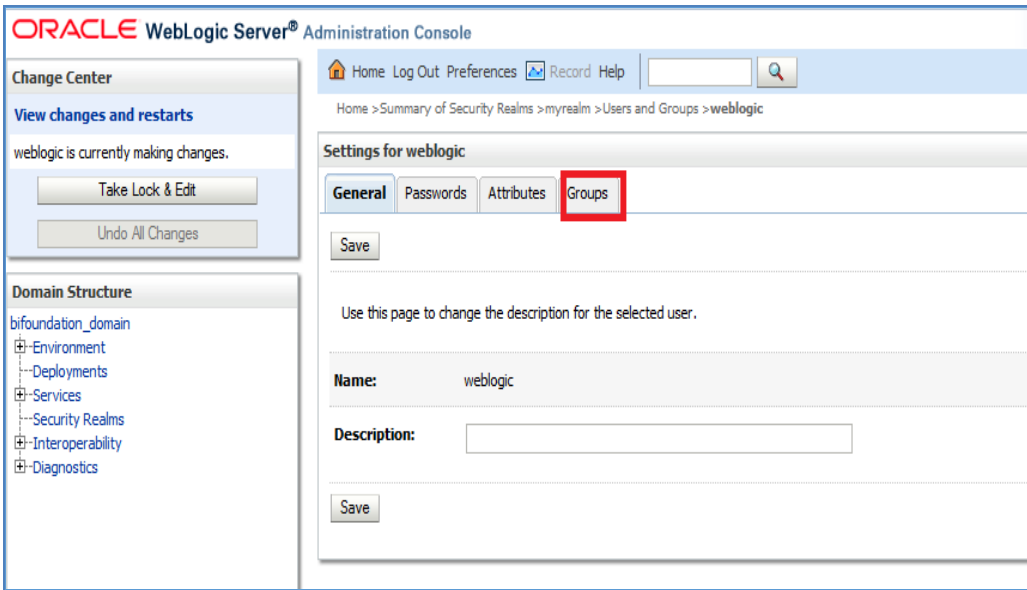 ORACLE WebLogic Server® Administration Console
Change Center
View changes and restarts
weblogic is currently making changes.
Take Lock & Edit
Undo All Changes
Domain Structure
bifoundation_domain
Environment
Deployments
Services
Security Realms
Interoperability
Diagnostics
Home Log Out Preferences Record Help
Home >Summary of Security Realms >myrealm >Users and Groups >weblogic
Settings for weblogic
General Passwords Attributes Groups
Save
Use this page to change the description for the selected user.
Name: weblogic
Description:
Save